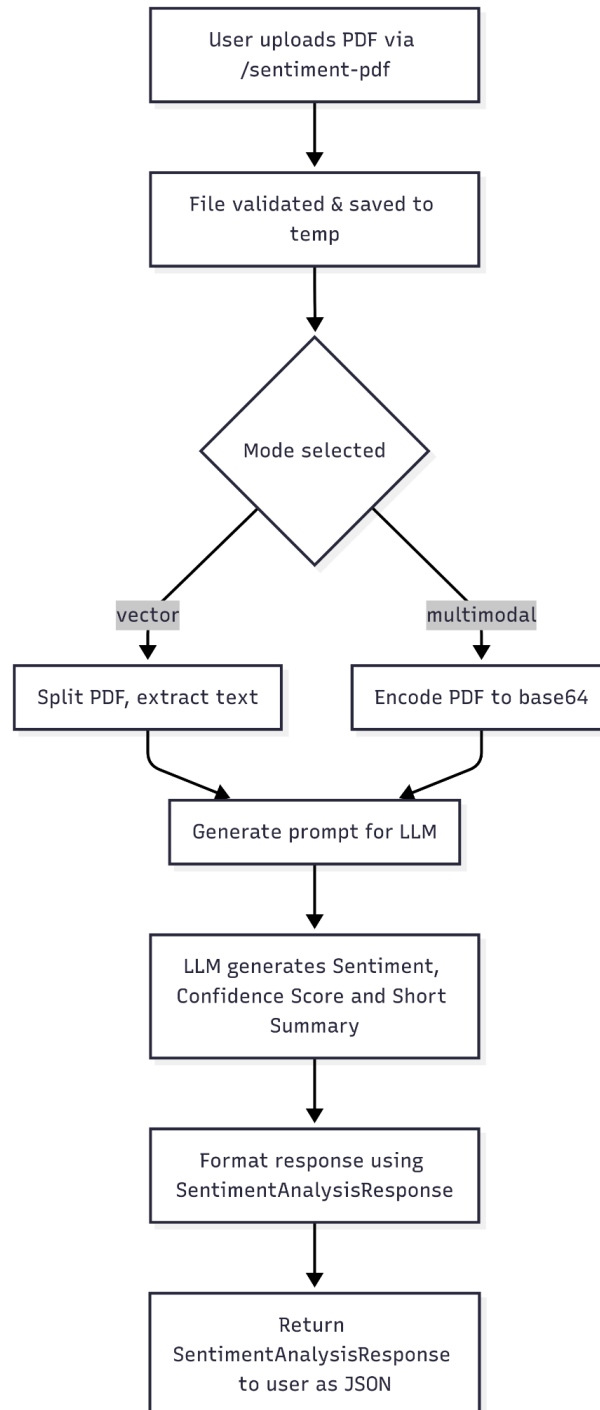 User uploads PDF via
/sentiment-pdf
File validated & saved to
temp
Mode selected
vector
multimodal
Split PDF, extract text
Encode PDF to base64
Generate prompt for LLM
LLM generates Sentiment,
Confidence Score and Short
Summary
Format response using
SentimentAnalysisResponse
Return
SentimentAnalysisResponse
to user as JSON